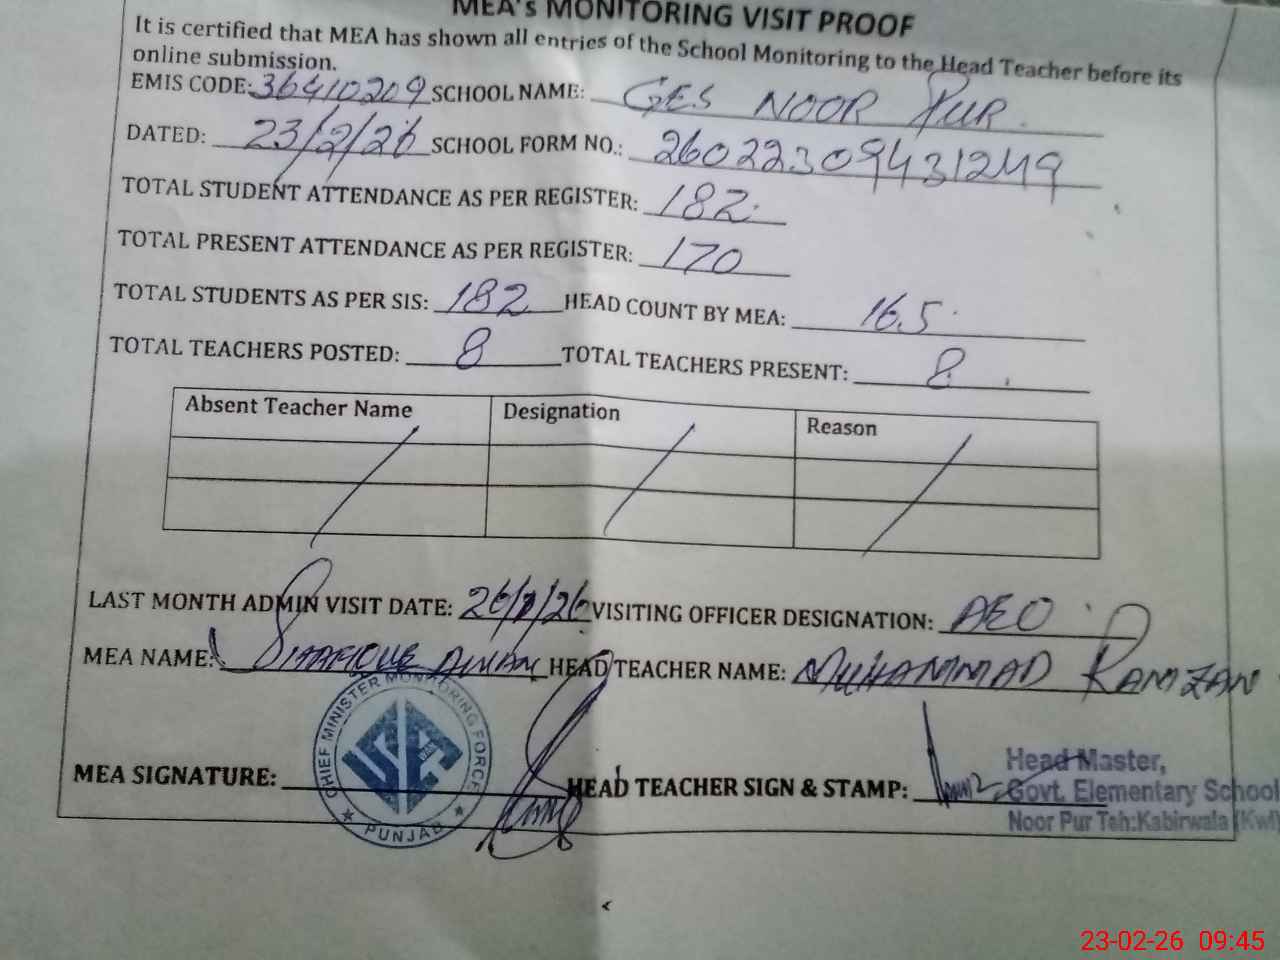 MEA's MONITORING VISIT PROOF
It is certified that MEA has shown all entries of the School Monitoring to the Head Teacher before its
online submission.
EMIS CODE: 36410209 SCHOOL NAME: GES NOOR PUR.
DATED: 23/2/26 SCHOOL FORM NO.: 26022309431249
TOTAL STUDENT ATTENDANCE AS PER REGISTER: 182
TOTAL PRESENT ATTENDANCE AS PER REGISTER: 170
TOTAL STUDENTS AS PER SIS: 182 HEAD COUNT BY MEA: 165
TOTAL TEACHERS POSTED: 8 TOTAL TEACHERS PRESENT: 8
Absent Teacher Name Designation Reason
LAST MONTH ADMIN VISIT DATE: 26/1/26 VISITING OFFICER DESIGNATION: AEO
MEA NAME: HEAD TEACHER NAME: MUHAMMAD RAMZAN
CHIEF MINISTER MONITORING FORCE
PUNJAB
MEA SIGNATURE: HEAD TEACHER SIGN & STAMP:
Head Master,
Govt. Elementary School
Noor Pur Teh:Kabirwala (Kwl
23-02-26 09:45